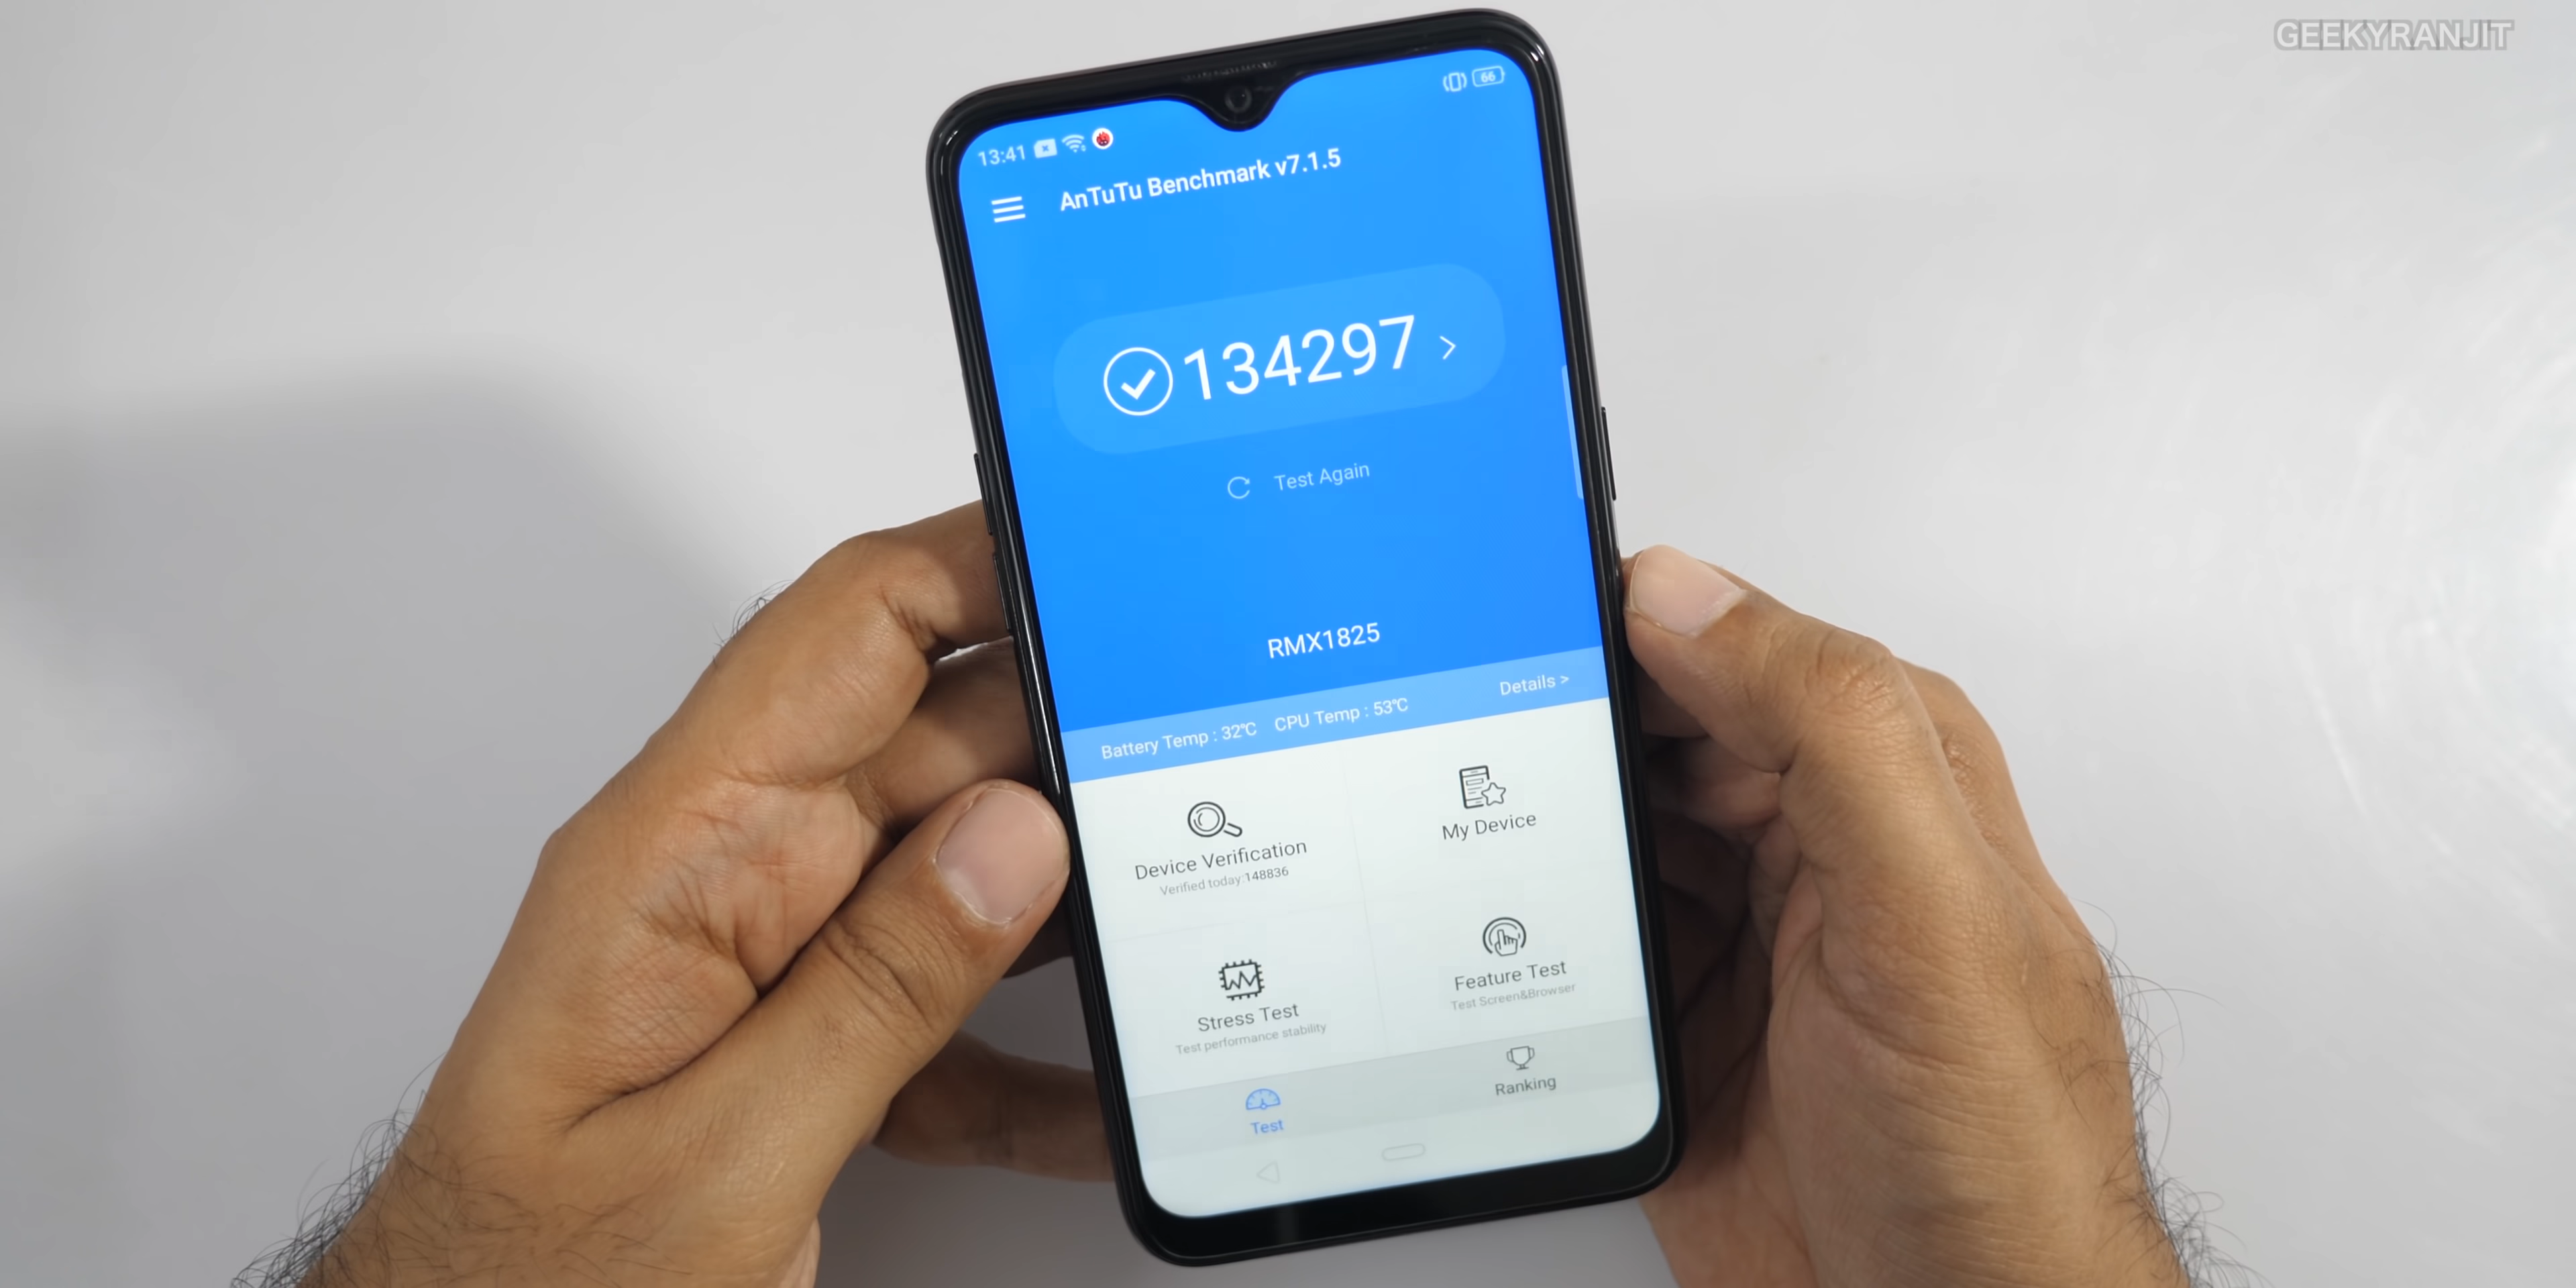 GEEKYRANJIT
66
13:41
AnTuTu Benchmark v7.1.5
134297 >
Test Again
RMX1825
Battery Temp : 32℃ CPU Temp : 53℃ Details >
Device Verification
Verified today:148836
My Device
Stress Test
Test performance stability
Feature Test
Test Screen&Browser
Test
Ranking